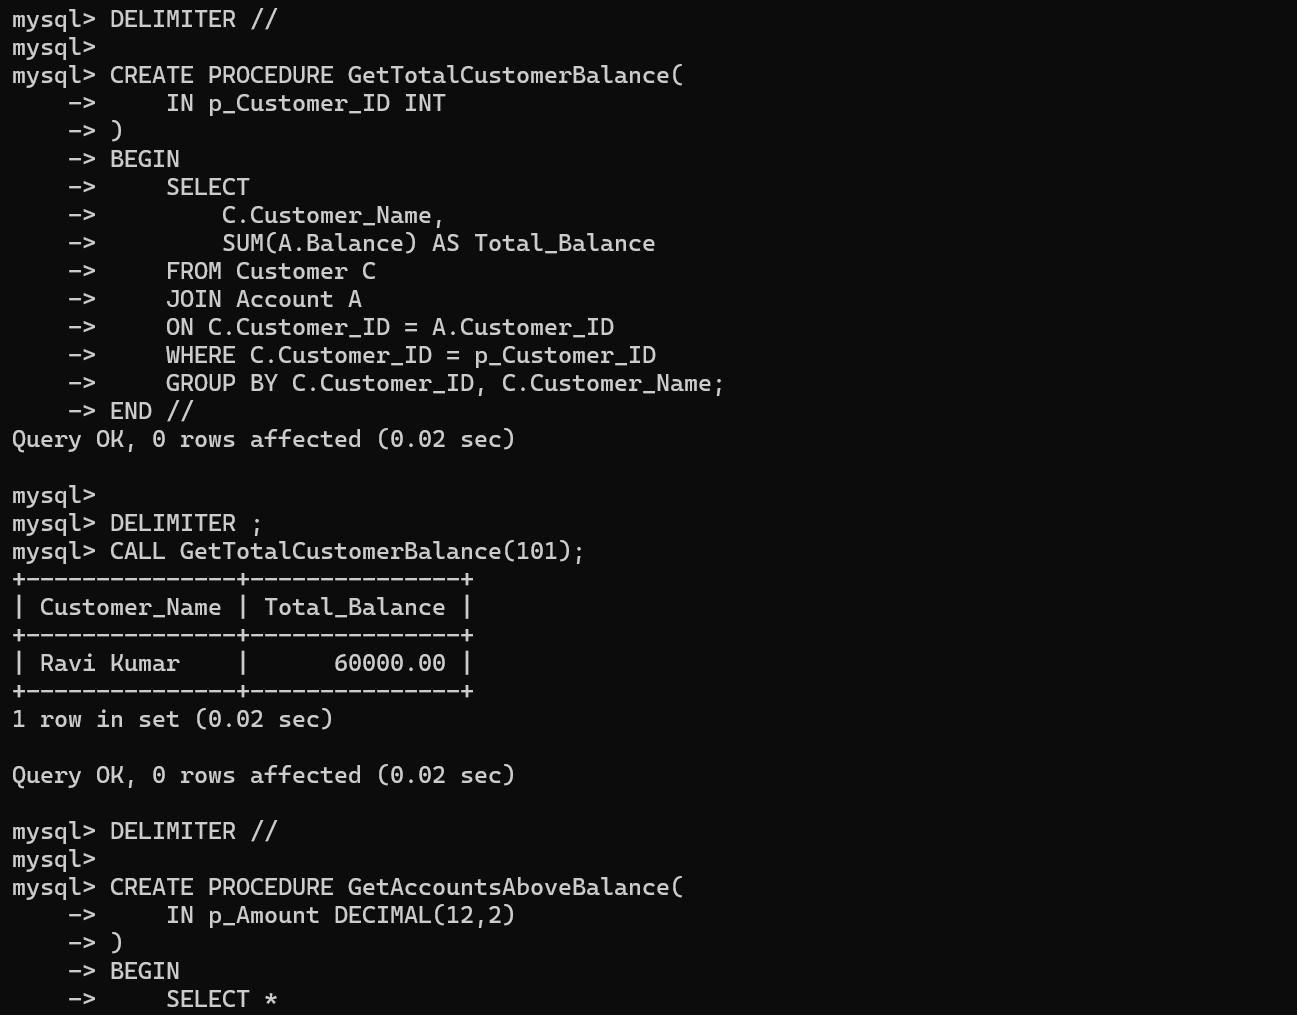 mysql> DELIMITER //
mysql>
mysql> CREATE PROCEDURE GetTotalCustomerBalance(
    ->     IN p_Customer_ID INT
    -> )
    -> BEGIN
    ->     SELECT
    ->         C.Customer_Name,
    ->         SUM(A.Balance) AS Total_Balance
    ->     FROM Customer C
    ->     JOIN Account A
    ->     ON C.Customer_ID = A.Customer_ID
    ->     WHERE C.Customer_ID = p_Customer_ID
    ->     GROUP BY C.Customer_ID, C.Customer_Name;
    -> END //
Query OK, 0 rows affected (0.02 sec)

mysql>
mysql> DELIMITER ;
mysql> CALL GetTotalCustomerBalance(101);
+---------------+---------------+
| Customer_Name | Total_Balance |
+---------------+---------------+
| Ravi Kumar    |      60000.00 |
+---------------+---------------+
1 row in set (0.02 sec)

Query OK, 0 rows affected (0.02 sec)

mysql> DELIMITER //
mysql>
mysql> CREATE PROCEDURE GetAccountsAboveBalance(
    ->     IN p_Amount DECIMAL(12,2)
    -> )
    -> BEGIN
    ->     SELECT *